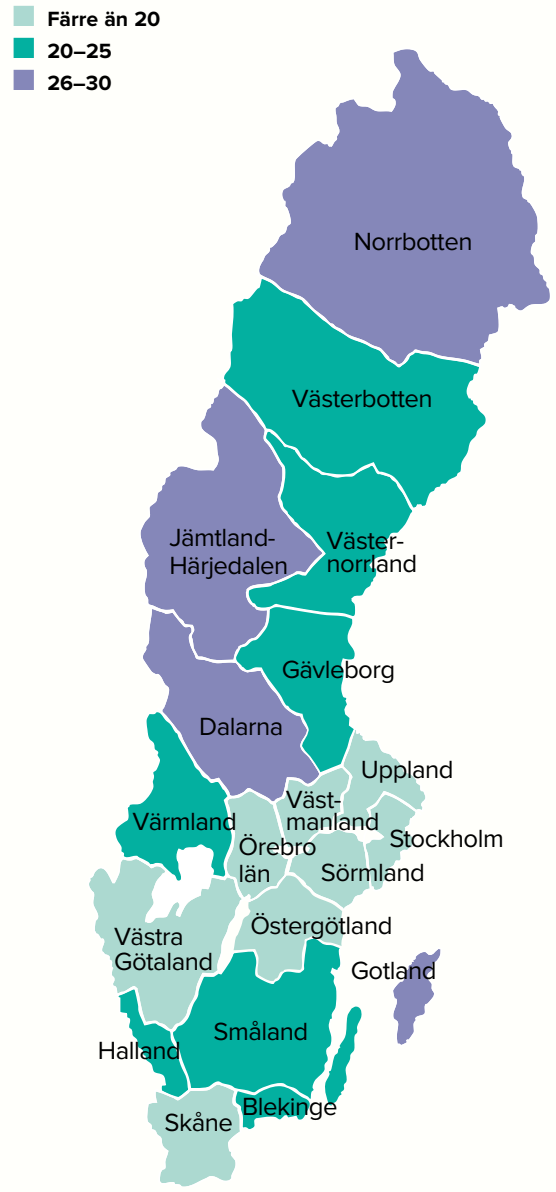 Färre än 20
20–25
26–30
Norrbotten
Västerbotten
Jämtland-
Härjedalen
Väster-
norrland
Gävleborg
Dalarna
Uppland
Väst-
manland
Värmland
Stockholm
Örebro
län
Sörmland
Östergötland
Västra
Götaland
Gotland
Småland
Halland
Blekinge
Skåne